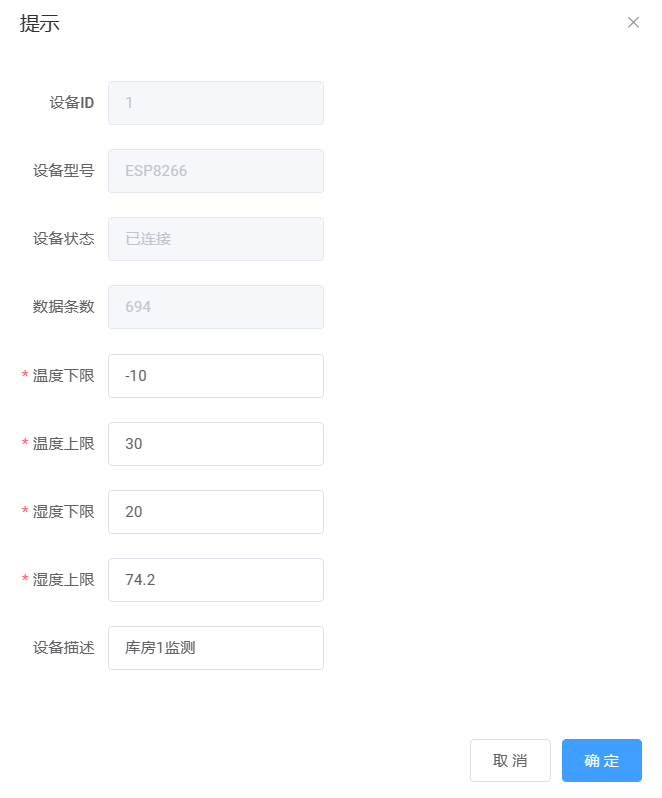 提示
设备ID 1
设备型号 ESP8266
设备状态 已连接
数据条数 694
* 温度下限 -10
* 温度上限 30
* 湿度下限 20
* 湿度上限 74.2
设备描述 库房1监测
取 消 确 定